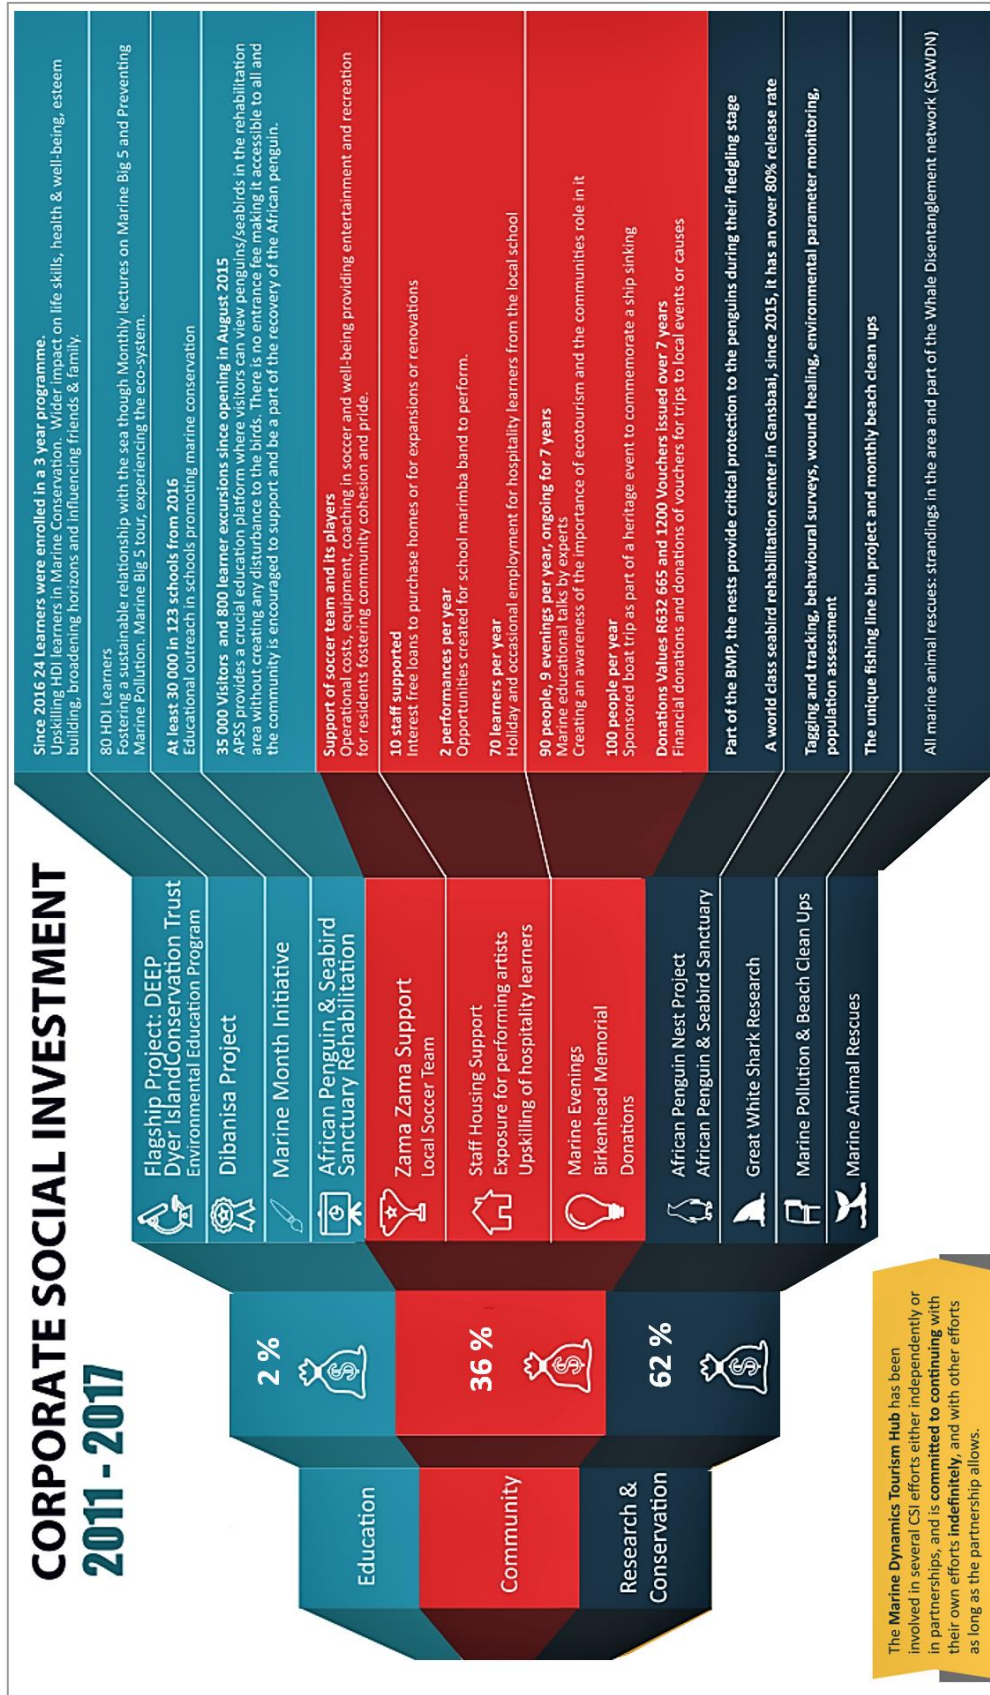 CORPORATE SOCIAL INVESTMENT
2011 - 2017
Education
Community
Research &
Conservation
2 %
36 %
62 %
Flagship Project: DEEP
Dyer IslandConservation Trust
Environmental Education Program
Dibanisa Project
Marine Month Initiative
African Penguin & Seabird
Sanctuary Rehabilitation
Zama Zama Support
Local Soccer Team
Staff Housing Support
Exposure for performing artists
Upskilling of hospitality learners
Marine Evenings
Birkenhead Memorial
Donations
African Penguin Nest Project
African Penguin & Seabird Sanctuary
Great White Shark Research
Marine Pollution & Beach Clean Ups
Marine Animal Rescues
Since 2016 24 Learners were enrolled in a 3 year programme.
Upskilling HDI learners in Marine Conservation. Wider impact on life skills, health & well-being, esteem
building, broadening horizons and influencing friends & family.
80 HDI Learners
Fostering a sustainable relationship with the sea though Monthly lectures on Marine Big 5 and Preventing
Marine Pollution. Marine Big 5 tour, experiencing the eco-system.
At least 30 000 in 123 schools from 2016
Educational outreach in schools promoting marine conservation
35 000 Visitors and 800 learner excursions since opening in August 2015
APSS provides a crucial education platform where visitors can view penguins/seabirds in the rehabilitation
area without creating any disturbance to the birds. There is no entrance fee making it accessible to all and
the community is encouraged to support and be a part of the recovery of the African penguin.
Support of soccer team and its players
Operational costs, equipment, coaching in soccer and well-being providing entertainment and recreation
for residents fostering community cohesion and pride.
10 staff supported
Interest free loans to purchase homes or for expansions or renovations
2 performances per year
Opportunities created for school marimba band to perform.
70 learners per year
Holiday and occasional employment for hospitality learners from the local school
90 people, 9 evenings per year, ongoing for 7 years
Marine educational talks by experts
Creating an awareness of the importance of ecotourism and the communities role in it
100 people per year
Sponsored boat trip as part of a heritage event to commemorate a ship sinking
Donations Values R632 665 and 1200 Vouchers issued over 7 years
Financial donations and donations of vouchers for trips to local events or causes
Part of the BMP, the nests provide critical protection to the penguins during their fledgling stage
A world class seabird rehabilitation center in Gansbaai, since 2015, it has an over 80% release rate
Tagging and tracking, behavioural surveys, wound healing, environmental parameter monitoring,
population assessment
The unique fishing line bin project and monthly beach clean ups
All marine animal rescues: strandings in the area and part of the Whale Disentanglement network (SAWDN)
The Marine Dynamics Tourism Hub has been
involved in several CSI efforts either independently or
in partnerships, and is committed to continuing with
their own efforts indefinitely, and with other efforts
as long as the partnership allows.